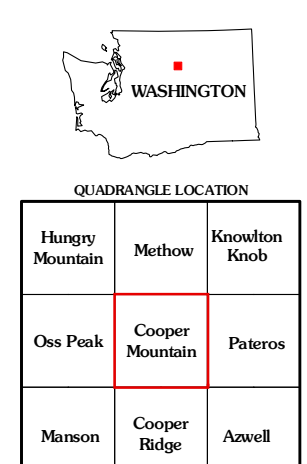 WASHINGTON
QUADRANGLE LOCATION
Hungry
Mountain
Methow
Knowlton
Knob
Oss Peak
Cooper
Mountain
Pateros
Manson
Cooper
Ridge
Azwell